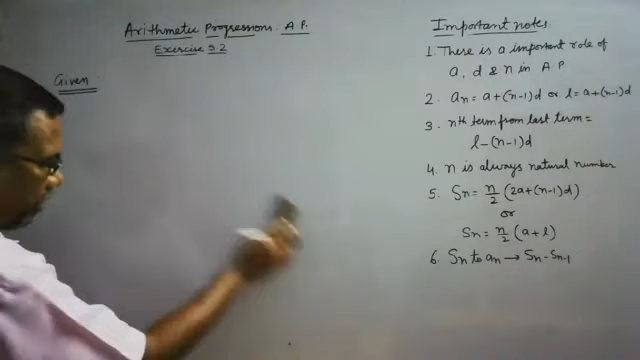 Arithmetic Progressions. A.P.
Exercise 5.2
Given
Important notes.
1. There is a important role of
a, d & n in A P
2. an = a+(n-1)d or l = a+(n-1)d
3. nth term from last term =
l-(n-1)d
4. n is always natural number
5. Sn = n/2 (2a+(n-1)d)
or
Sn = n/2 (a+l)
6. Sn to an → Sn-Sn-1